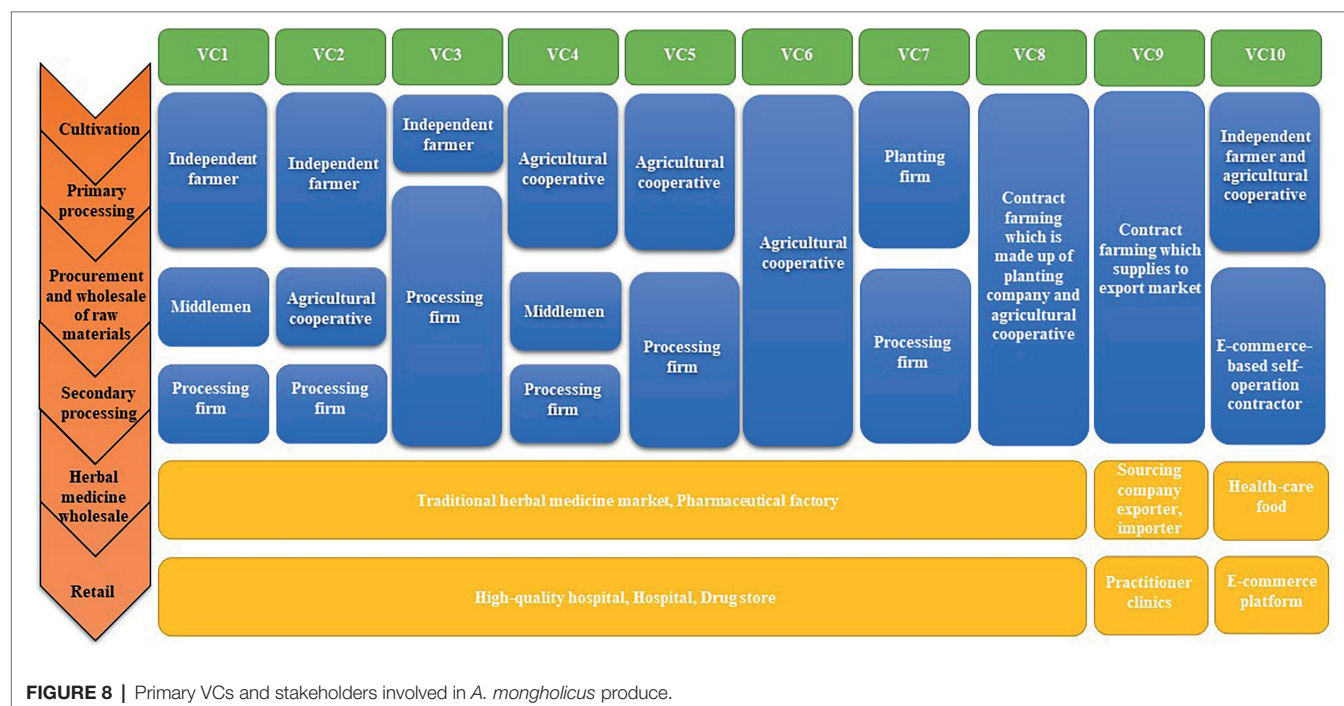 VC1
VC2
VC3
VC4
VC5
VC6
VC7
VC8
VC9
VC10
Cultivation
Primary
processing
Procurement
and wholesale
of raw
materials
Secondary
processing
Herbal
medicine
wholesale
Retail
Independent
farmer
Middlemen
Processing
firm
Independent
farmer
Agricultural
cooperative
Processing
firm
Independent
farmer
Processing
firm
Agricultural
cooperative
Middlemen
Processing
firm
Agricultural
cooperative
Processing
firm
Agricultural
cooperative
Planting
firm
Processing
firm
Contract
farming
which is
made up of
planting
company and
agricultural
cooperative
Contract
farming which
supplies to
export market
Independent
farmer and
agricultural
cooperative
E-commerce-
based self-
operation
contractor
Traditional herbal medicine market, Pharmaceutical factory
Sourcing
company
exporter,
importer
Health-care
food
High-quality hospital, Hospital, Drug store
Practitioner
clinics
E-commerce
platform
FIGURE 8 | Primary VCs and stakeholders involved in A. mongholicus produce.